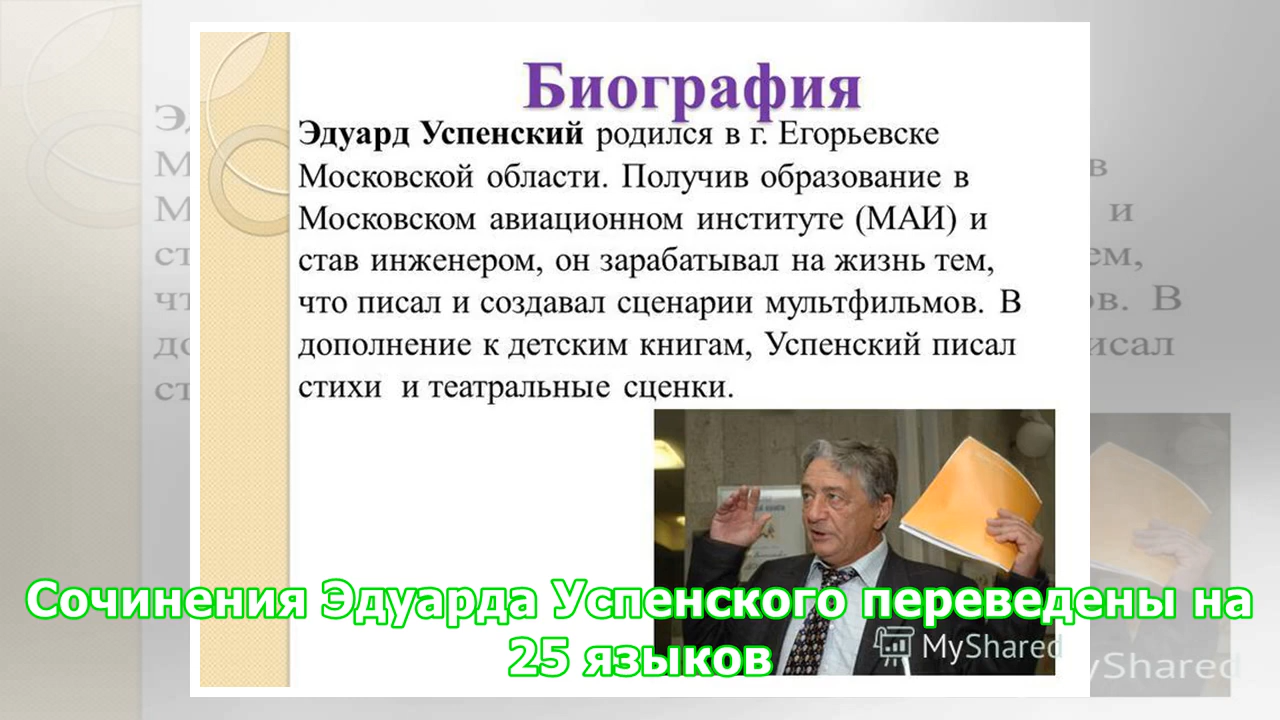 Биография
Эдуард Успенский родился в г. Егорьевске
Московской области. Получив образование в
Московском авиационном институте (МАИ) и
став инженером, он зарабатывал на жизнь тем,
что писал и создавал сценарии мультфильмов. В
дополнение к детским книгам, Успенский писал
стихи и театральные сценки.
Сочинения Эдуарда Успенского переведены на
25 языков
MyShared